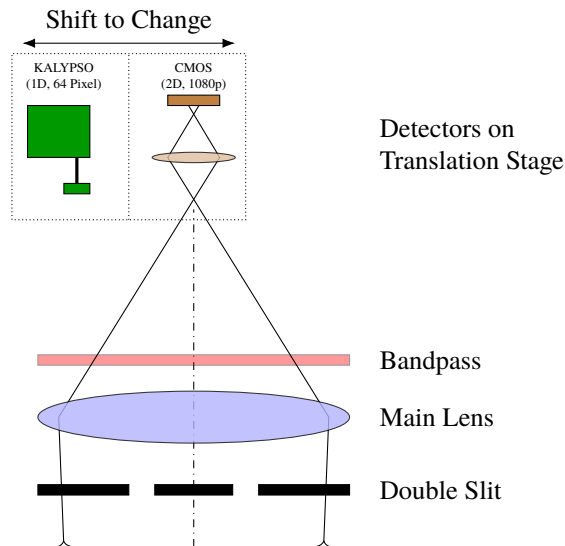 Shift to Change
KALYPSO
(1D, 64 Pixel)
CMOS
(2D, 1080p)
Detectors on
Translation Stage
Bandpass
Main Lens
Double Slit